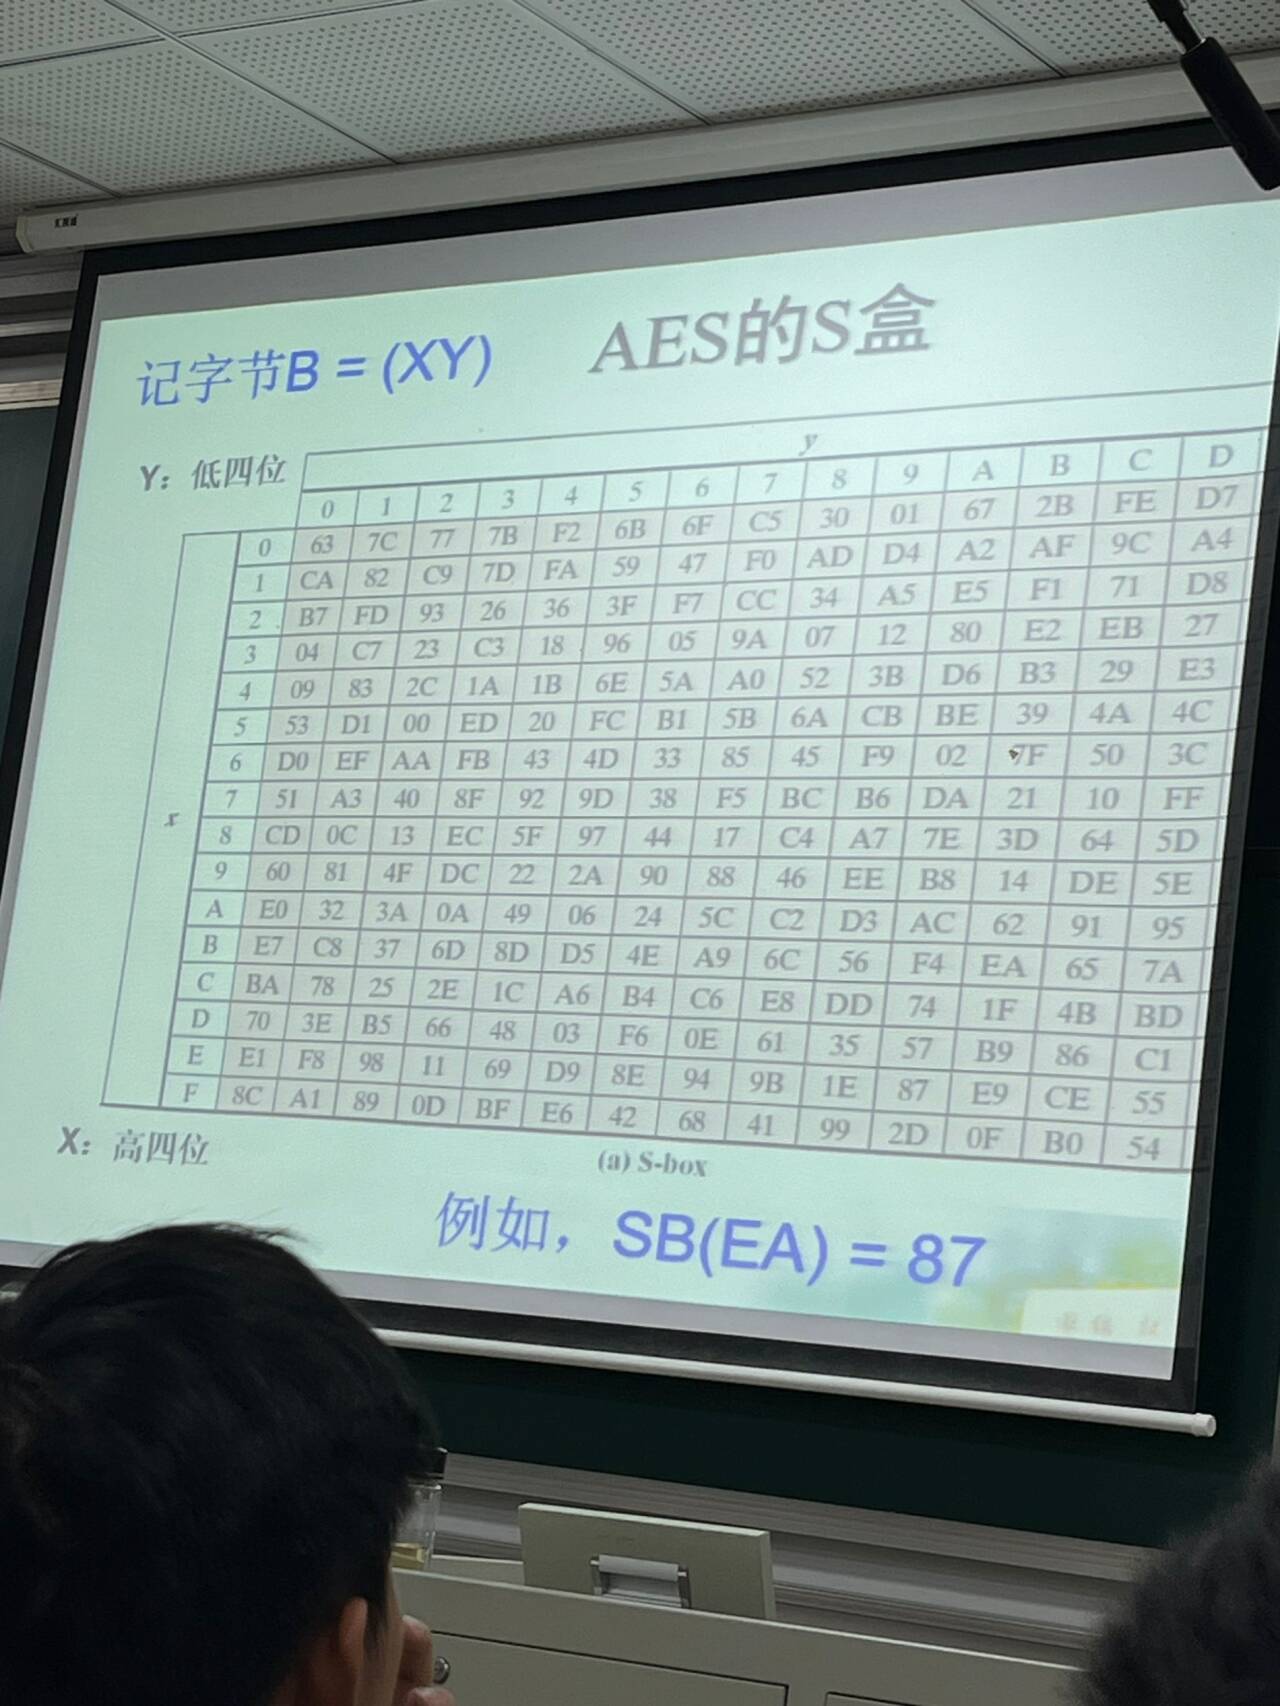 记字节B = (XY)
AES的S盒
Y：低四位
y
0 1 2 3 4 5 6 7 8 9 A B C D
0 63 7C 77 7B F2 6B 6F C5 30 01 67 2B FE D7
1 CA 82 C9 7D FA 59 47 F0 AD D4 A2 AF 9C A4
2 B7 FD 93 26 36 3F F7 CC 34 A5 E5 F1 71 D8
3 04 C7 23 C3 18 96 05 9A 07 12 80 E2 EB 27
4 09 83 2C 1A 1B 6E 5A A0 52 3B D6 B3 29 E3
5 53 D1 00 ED 20 FC B1 5B 6A CB BE 39 4A 4C
6 D0 EF AA FB 43 4D 33 85 45 F9 02 7F 50 3C
x
7 51 A3 40 8F 92 9D 38 F5 BC B6 DA 21 10 FF
8 CD 0C 13 EC 5F 97 44 17 C4 A7 7E 3D 64 5D
9 60 81 4F DC 22 2A 90 88 46 EE B8 14 DE 5E
A E0 32 3A 0A 49 06 24 5C C2 D3 AC 62 91 95
B E7 C8 37 6D 8D D5 4E A9 6C 56 F4 EA 65 7A
C BA 78 25 2E 1C A6 B4 C6 E8 DD 74 1F 4B BD
D 70 3E B5 66 48 03 F6 0E 61 35 57 B9 86 C1
E E1 F8 98 11 69 D9 8E 94 9B 1E 87 E9 CE 55
F 8C A1 89 0D BF E6 42 68 41 99 2D 0F B0 54
X：高四位
(a) S-box
例如，SB(EA) = 87